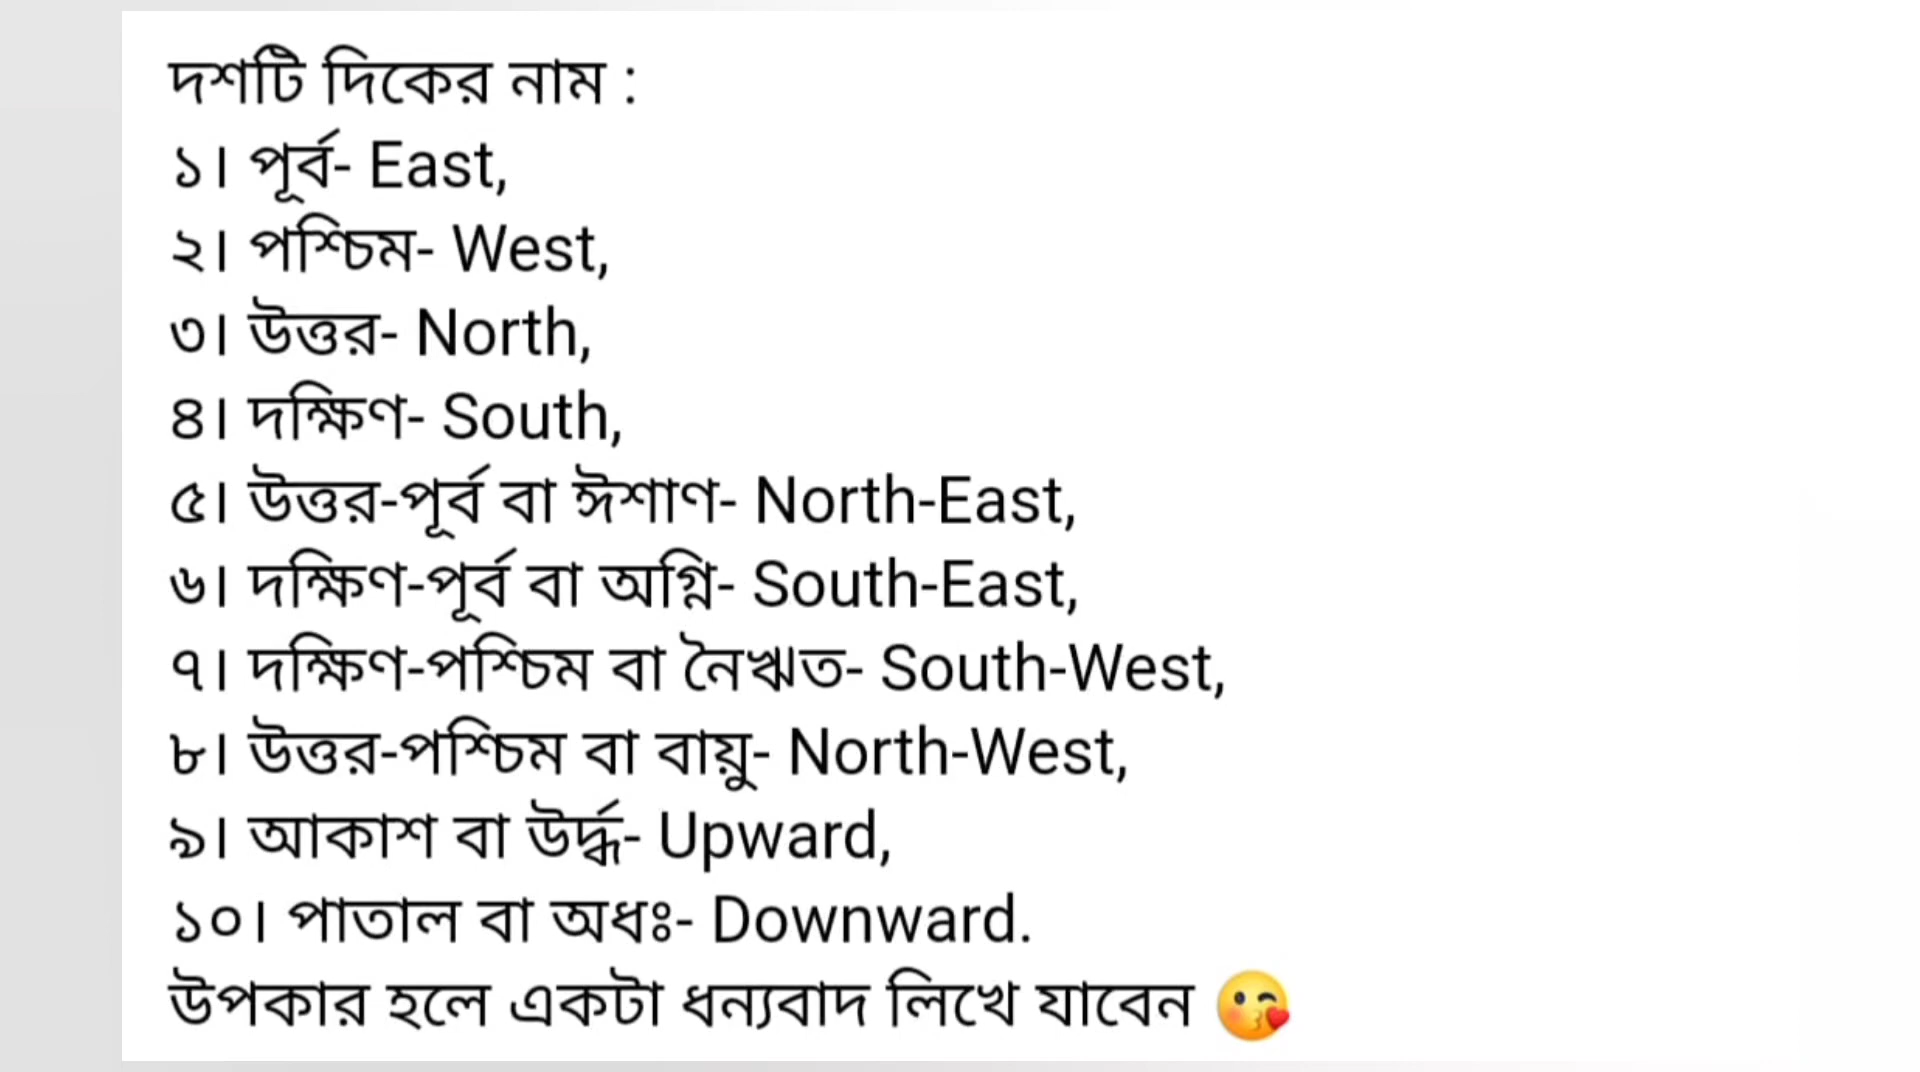 দশটি দিকের নাম :
১। পূর্ব- East,
২। পশ্চিম- West,
৩। উত্তর- North,
৪। দক্ষিণ- South,
৫। উত্তর-পূর্ব বা ঈশাণ- North-East,
৬। দক্ষিণ-পূর্ব বা অগ্নি- South-East,
৭। দক্ষিণ-পশ্চিম বা নৈঋত- South-West,
৮। উত্তর-পশ্চিম বা বায়ু- North-West,
৯। আকাশ বা উর্দ্ধ- Upward,
১০। পাতাল বা অধঃ- Downward.
উপকার হলে একটা ধন্যবাদ লিখে যাবেন 😘